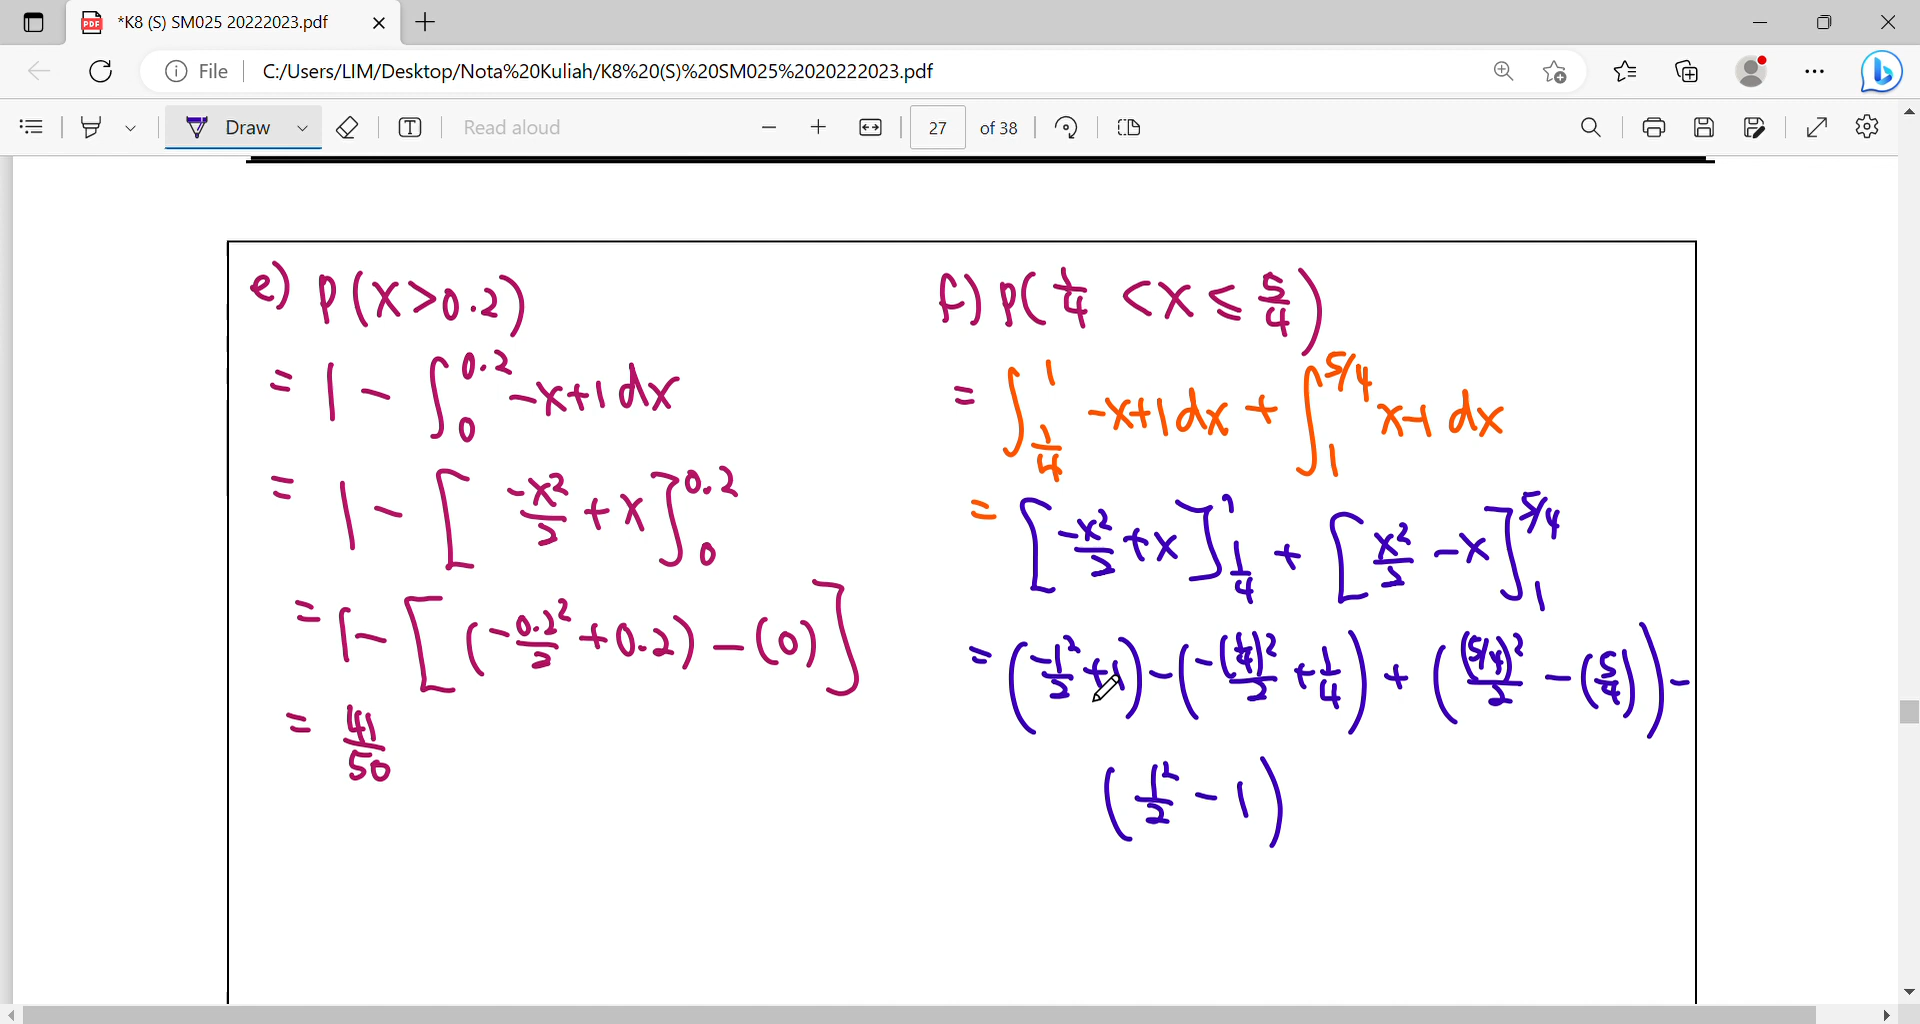 *K8 (S) SM025 20222023.pdf
File C:/Users/LIM/Desktop/Nota%20Kuliah/K8%20(S)%20SM025%2020222023.pdf
Draw T Read aloud 27 of 38
e) P(X>0.2)
= 1 - ∫₀^0.2 -x+1 dx
= 1 - [-x²/2 + x]₀^0.2
= 1 - [(-0.2²/2 + 0.2) - (0)]
= 41/50
f) P(1/4 < X ≤ 5/4)
= ∫_{1/4}^1 -x+1 dx + ∫_1^{5/4} x-1 dx
= [-x²/2 + x]_{1/4}^1 + [x²/2 - x]_1^{5/4}
= (-1²/2 + 1) - (-(1/4)²/2 + 1/4) + ((5/4)²/2 - (5/4)) -
(1²/2 - 1)